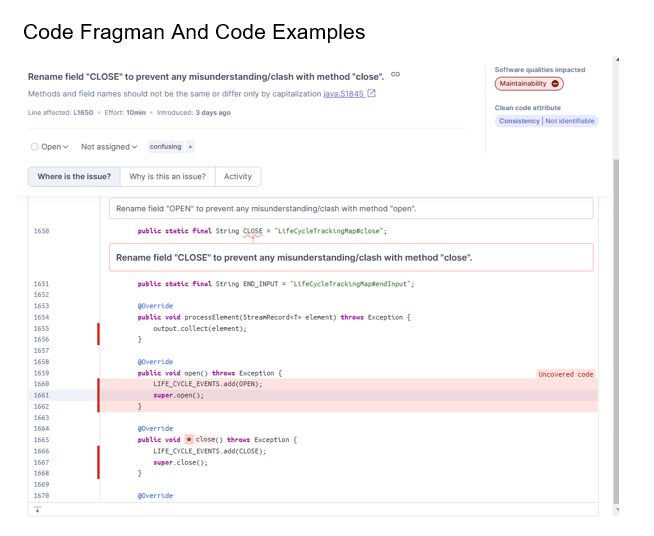 Code Fragman And Code Examples
Rename field "CLOSE" to prevent any misunderstanding/clash with method "close".
Methods and field names should not be the same or differ only by capitalization java:S1845
Line affected: L1650 • Effort: 10min • Introduced: 3 days ago
Software qualities impacted
Maintainability
Clean code attribute
Consistency | Not identifiable
Open Not assigned confusing +
Where is the issue? Why is this an issue? Activity
Rename field "OPEN" to prevent any misunderstanding/clash with method "open".
1650 public static final String CLOSE = "LifeCycleTrackingMap#close";
Rename field "CLOSE" to prevent any misunderstanding/clash with method "close".
1651 public static final String END_INPUT = "LifeCycleTrackingMap#endInput";
1652
1653 @Override
1654 public void processElement(StreamRecord<T> element) throws Exception {
1655 output.collect(element);
1656 }
1657
1658 @Override
1659 public void open() throws Exception {
Uncovered code
1660 LIFE_CYCLE_EVENTS.add(OPEN);
1661 super.open();
1662 }
1663
1664 @Override
1665 public void close() throws Exception {
1666 LIFE_CYCLE_EVENTS.add(CLOSE);
1667 super.close();
1668 }
1669
1670 @Override